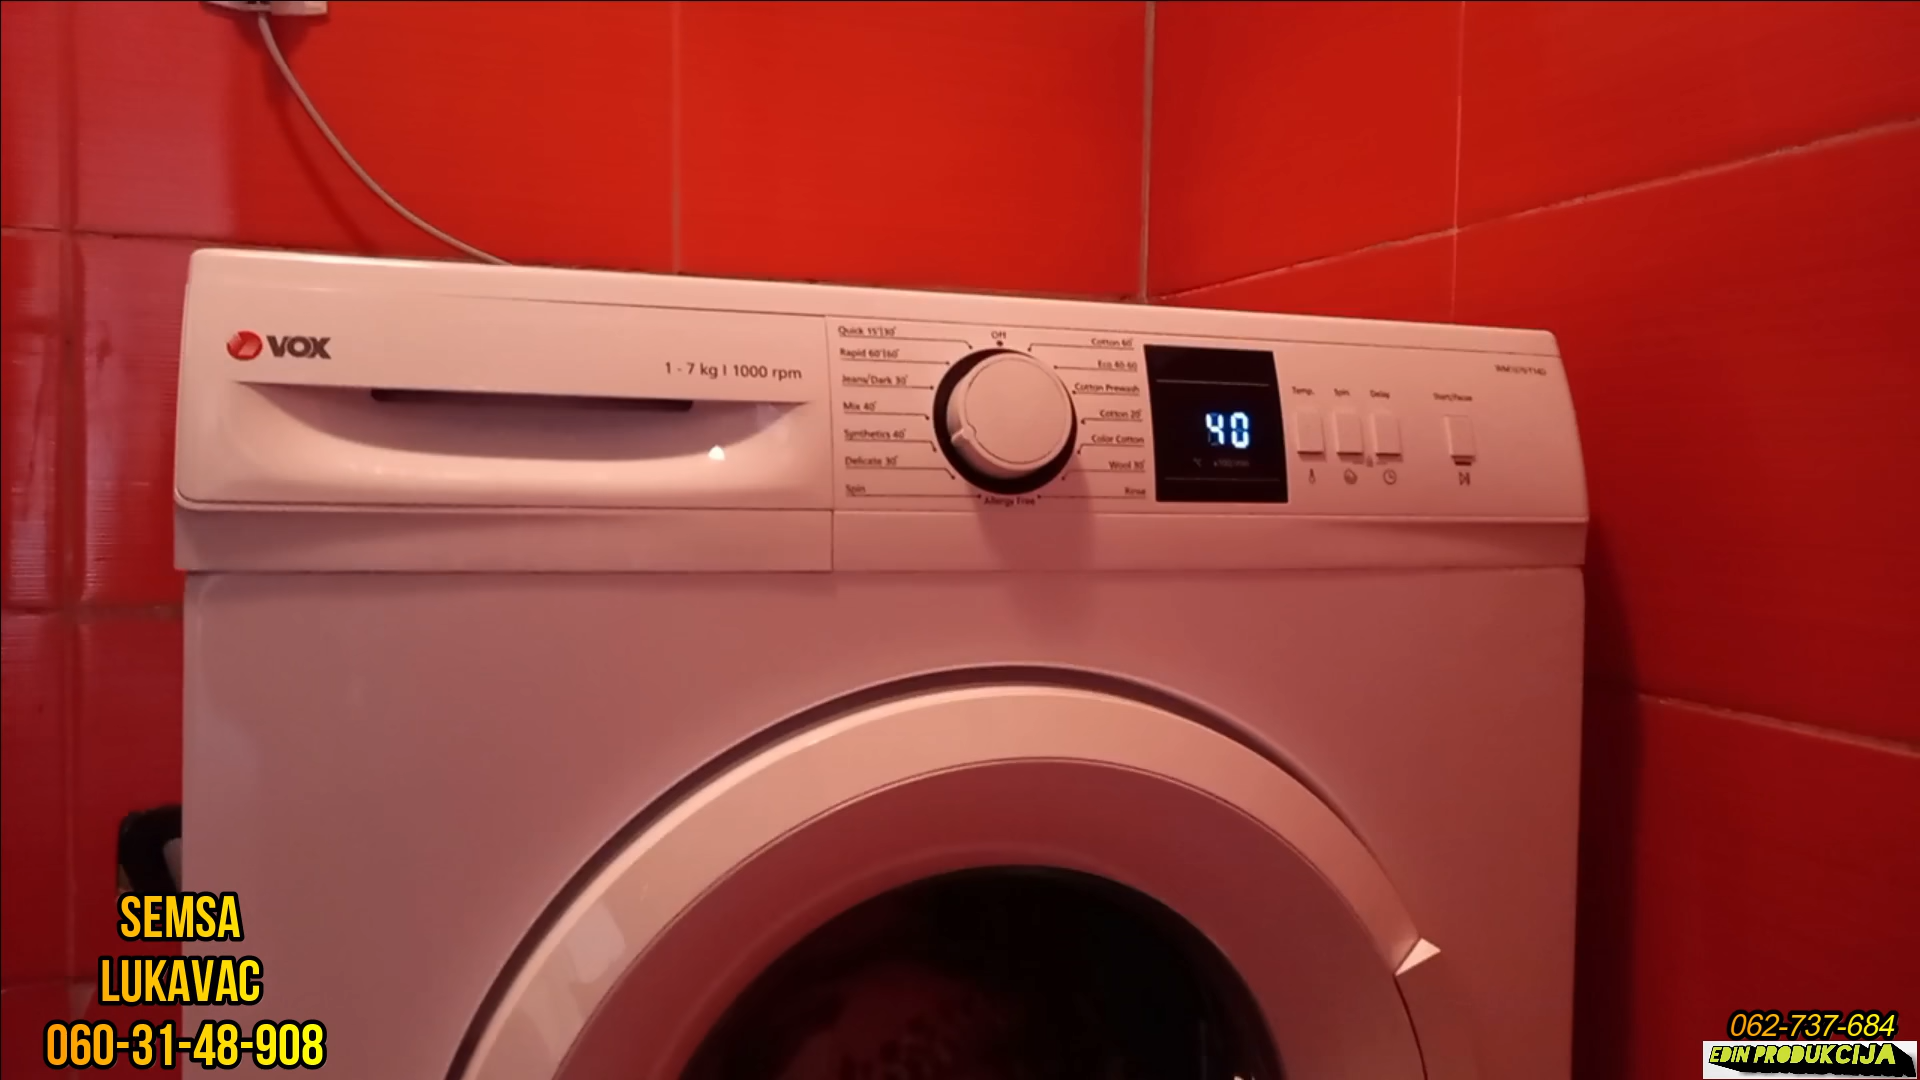 VOX
1 - 7 kg | 1000 rpm
Quick 15'|30'
Rapid 60'|60°
Jeans/Dark 30°
Mix 40°
Synthetics 40°
Delicate 30°
Spin
Off
Allergy Free
Cotton 60°
Eco 40-60
Cotton Prewash
Cotton 20°
Color Cotton
Wool 30°
Rinse
40
Temp.
Spin
Delay
Start/Pause
SEMSA
LUKAVAC
060-31-48-908
062-737-684
EDIN PRODUKCIJA